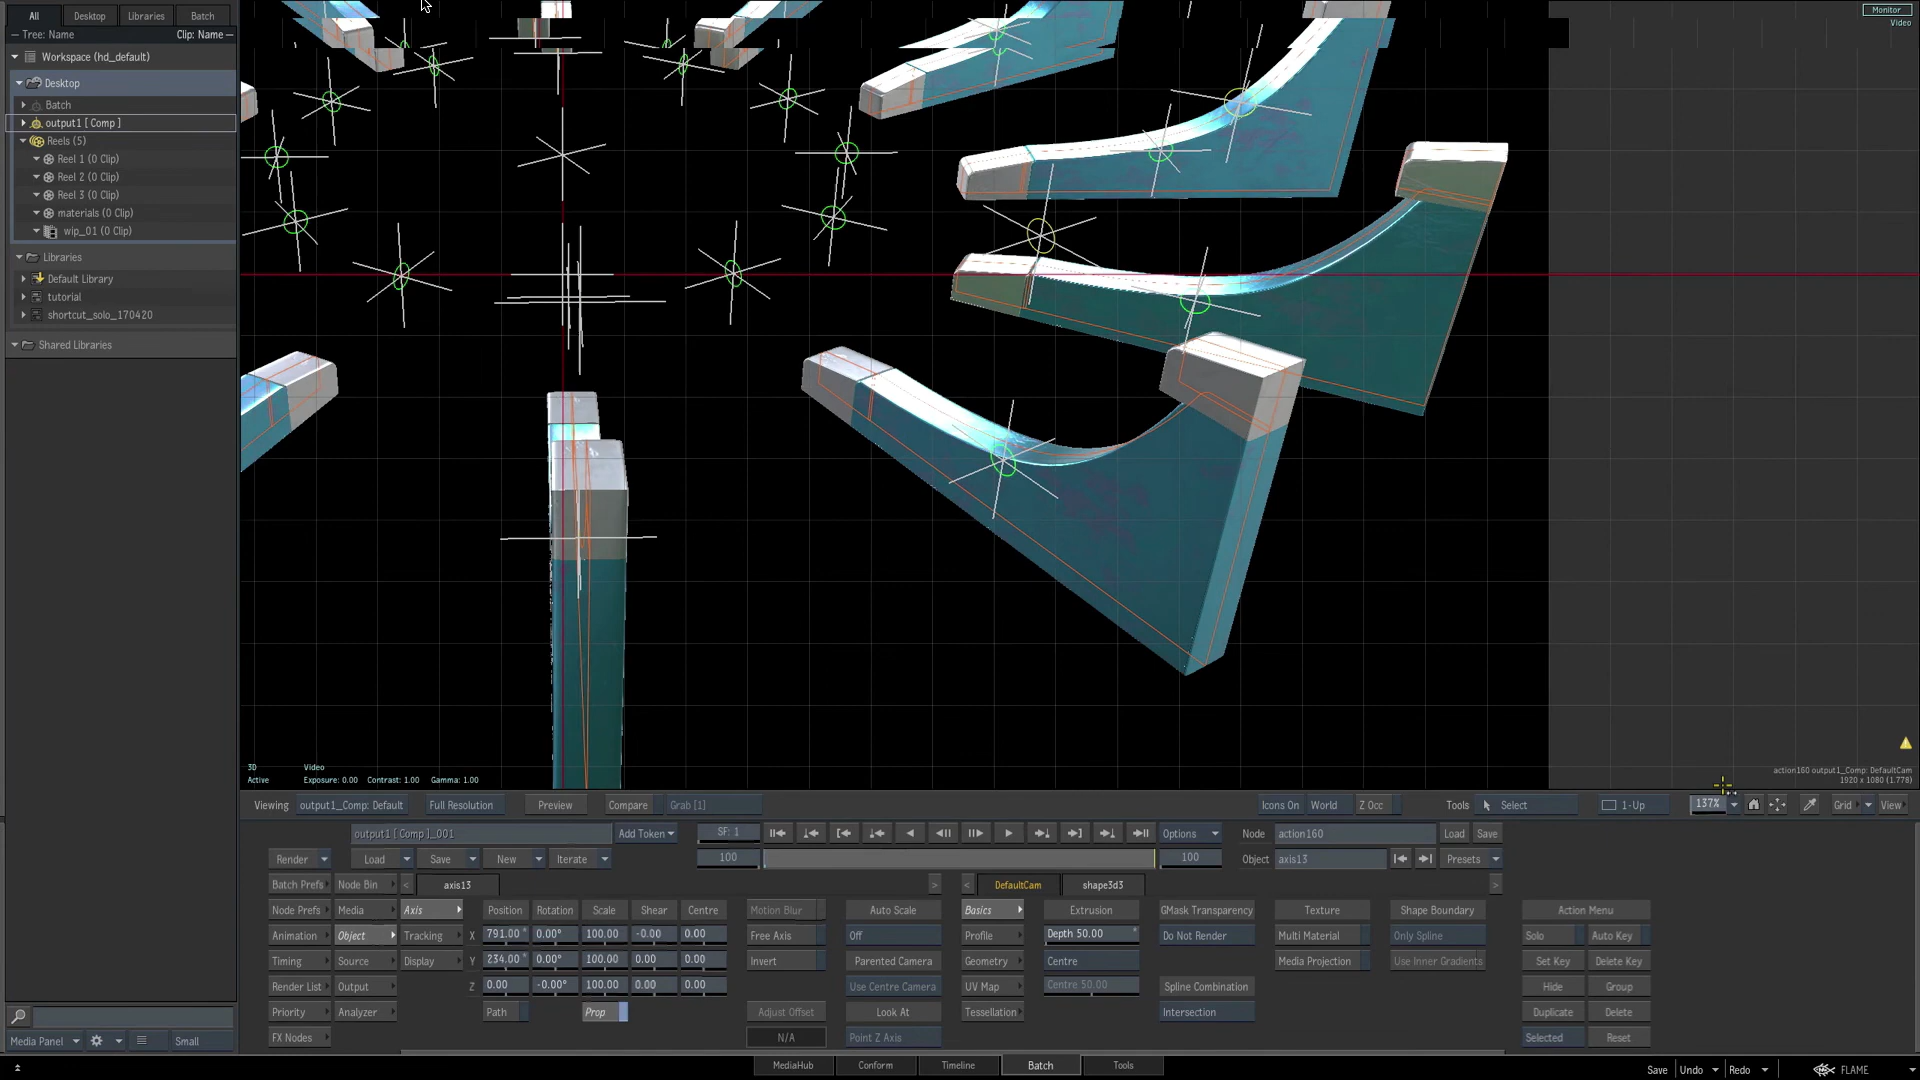 All Desktop Libraries Batch
Tree: Name Clip: Name
Workspace (hd_default)
Desktop
Batch
output1 [ Comp ]
Reels (5)
Reel 1 (0 Clip)
Reel 2 (0 Clip)
Reel 3 (0 Clip)
materials (0 Clip)
wip_01 (0 Clip)
Libraries
Default Library
tutorial
shortcut_solo_170420
Shared Libraries
Monitor
Video
3D Video
Active Exposure: 0.00 Contrast: 1.00 Gamma: 1.00
action160 output1_Comp: DefaultCam
1920 x 1080 (1.778)
Viewing output1_Comp: Default Full Resolution Preview Compare Grab [1] Icons On World Z Occ Tools Select 1-Up 137% Grid View
output1 [ Comp ]_001 Add Token SF: 1 Options Node action160 Load Save
Render Load Save New Iterate 100 100 Object axis13 Presets
Batch Prefs Node Bin < axis13 > < DefaultCam shape3d3 >
Node Prefs Media Axis Position Rotation Scale Shear Centre Motion Blur Auto Scale Basics Extrusion GMask Transparency Texture Shape Boundary Action Menu
Animation Object Tracking X 791.00 0.00° 100.00 -0.00 0.00 Free Axis Off Profile Depth 50.00 Do Not Render Multi Material Only Spline Solo Auto Key
Timing Source Display Y 234.00 0.00° 100.00 0.00 0.00 Invert Parented Camera Geometry Centre Media Projection Use Inner Gradients Set Key Delete Key
Render List Output Z 0.00 -0.00° 100.00 0.00 0.00 Use Centre Camera UV Map Centre 50.00 Spline Combination Hide Group
Priority Analyzer Path Prop Adjust Offset Look At Tessellation Intersection Duplicate Delete
FX Nodes N/A Point Z Axis Selected Reset
Media Panel Small
MediaHub Conform Timeline Batch Tools
Save Undo Redo FLAME